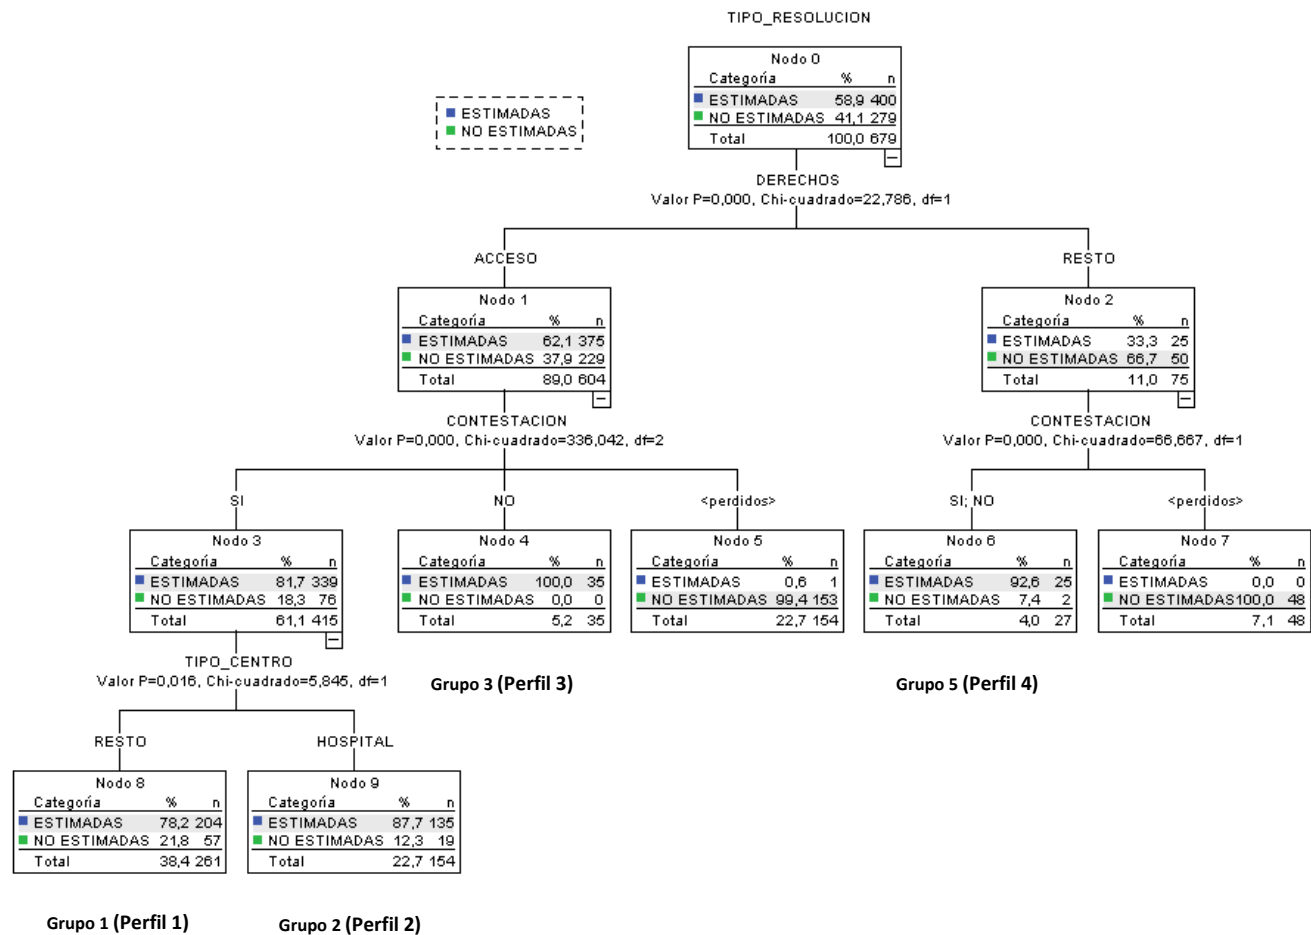 TIPO_RESOLUCION
Nodo 0
Categoría % n
ESTIMADAS 58,9 400
NO ESTIMADAS 41,1 279
Total 100,0 679
ESTIMADAS
NO ESTIMADAS
DERECHOS
Valor P=0,000, Chi-cuadrado=22,786, df=1
ACCESO
RESTO
Nodo 1
Categoría % n
ESTIMADAS 62,1 375
NO ESTIMADAS 37,9 229
Total 89,0 604
Nodo 2
Categoría % n
ESTIMADAS 33,3 25
NO ESTIMADAS 66,7 50
Total 11,0 75
CONTESTACION
Valor P=0,000, Chi-cuadrado=336,042, df=2
CONTESTACION
Valor P=0,000, Chi-cuadrado=66,667, df=1
SI
NO
<perdidos>
SI; NO
<perdidos>
Nodo 3
Categoría % n
ESTIMADAS 81,7 339
NO ESTIMADAS 18,3 76
Total 61,1 415
Nodo 4
Categoría % n
ESTIMADAS 100,0 35
NO ESTIMADAS 0,0 0
Total 5,2 35
Nodo 5
Categoría % n
ESTIMADAS 0,6 1
NO ESTIMADAS 99,4 153
Total 22,7 154
Nodo 6
Categoría % n
ESTIMADAS 92,6 25
NO ESTIMADAS 7,4 2
Total 4,0 27
Nodo 7
Categoría % n
ESTIMADAS 0,0 0
NO ESTIMADAS 100,0 48
Total 7,1 48
TIPO_CENTRO
Valor P=0,016, Chi-cuadrado=5,845, df=1
Grupo 3 (Perfil 3)
Grupo 5 (Perfil 4)
RESTO
HOSPITAL
Nodo 8
Categoría % n
ESTIMADAS 78,2 204
NO ESTIMADAS 21,8 57
Total 38,4 261
Nodo 9
Categoría % n
ESTIMADAS 87,7 135
NO ESTIMADAS 12,3 19
Total 22,7 154
Grupo 1 (Perfil 1)
Grupo 2 (Perfil 2)